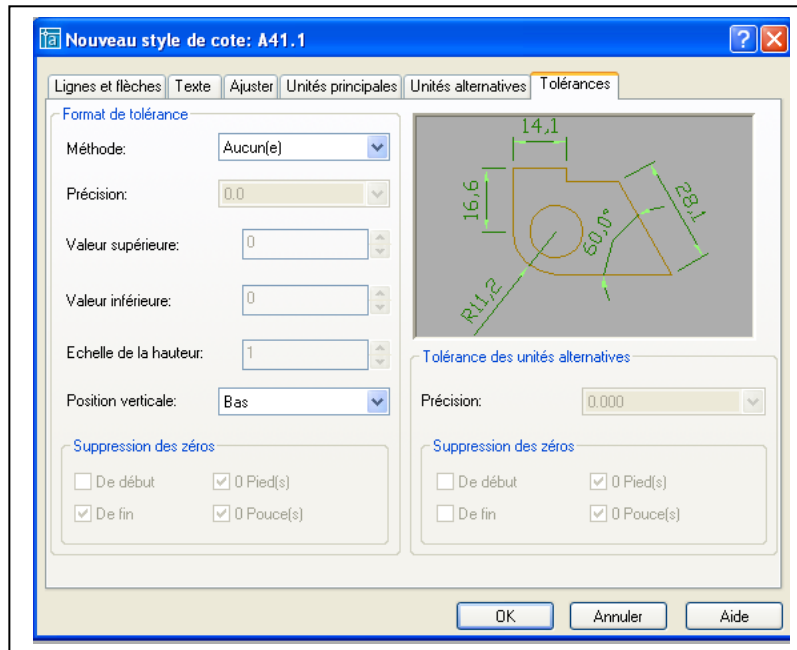 Nouveau style de cote: A41.1
Lignes et flèches Texte Ajuster Unités principales Unités alternatives Tolérances
Format de tolérance
Méthode: Aucun(e)
Précision: 0.0
Valeur supérieure: 0
Valeur inférieure: 0
Echelle de la hauteur: 1
Position verticale: Bas
Suppression des zéros
De début 0 Pied(s)
De fin 0 Pouce(s)
14,1
16,6
28,1
60,0°
R11,2
Tolérance des unités alternatives
Précision: 0.000
Suppression des zéros
De début 0 Pied(s)
De fin 0 Pouce(s)
OK Annuler Aide